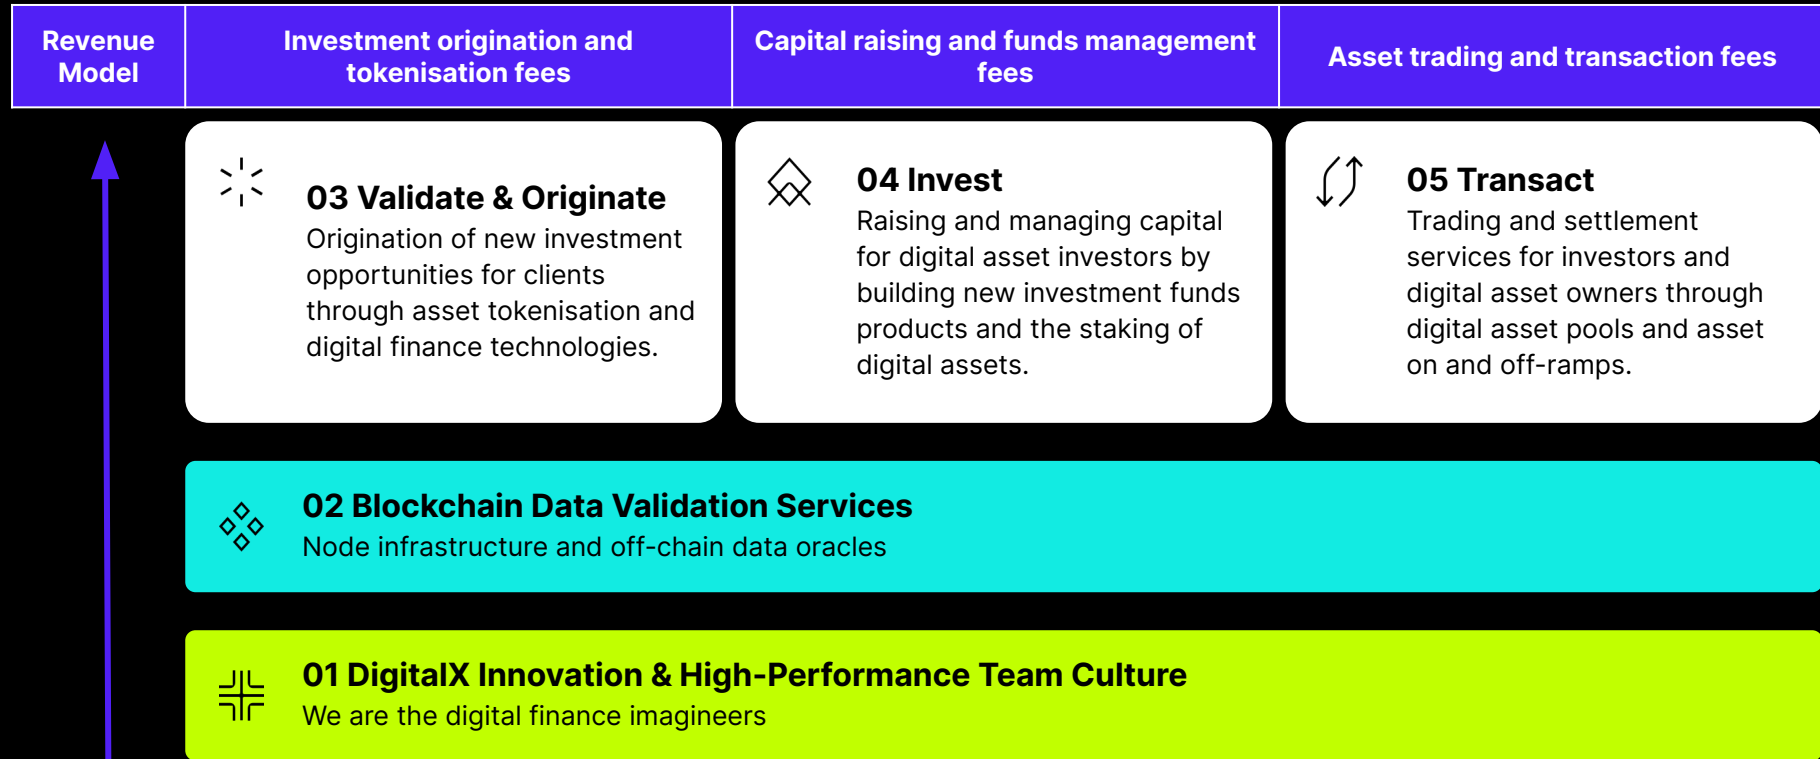 Revenue
Model
Investment origination and
tokenisation fees
Capital raising and funds management
fees
Asset trading and transaction fees
03 Validate & Originate
Origination of new investment
opportunities for clients
through asset tokenisation and
digital finance technologies.
04 Invest
Raising and managing capital
for digital asset investors by
building new investment funds
products and the staking of
digital assets.
05 Transact
Trading and settlement
services for investors and
digital asset owners through
digital asset pools and asset
on and off-ramps.
02 Blockchain Data Validation Services
Node infrastructure and off-chain data oracles
01 DigitalX Innovation & High-Performance Team Culture
We are the digital finance imagineers